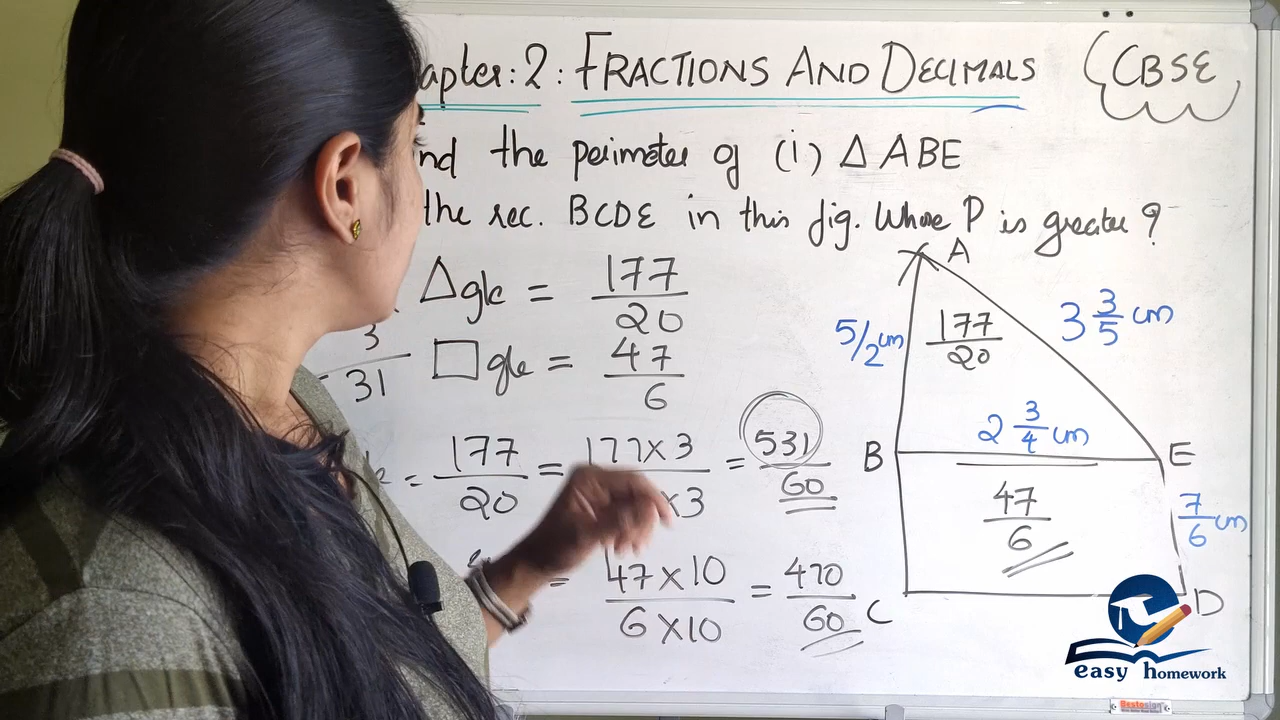 apter: 2 : FRACTIONS AND DECIMALS (CBSE
nd the perimeter of (i) Δ ABE
the rec. BCDE in this fig. Whose P is greater ?
Δgle = 177/20
3/31 □gle = 47/6
= 177/20 = 177 x 3 / x 3 = 531/60
= 47 x 10 / 6 x 10 = 470/60
A
5/2 cm
177/20
3 3/5 cm
2 3/4 cm
B
E
47/6
7/6 cm
C
D
easy homework